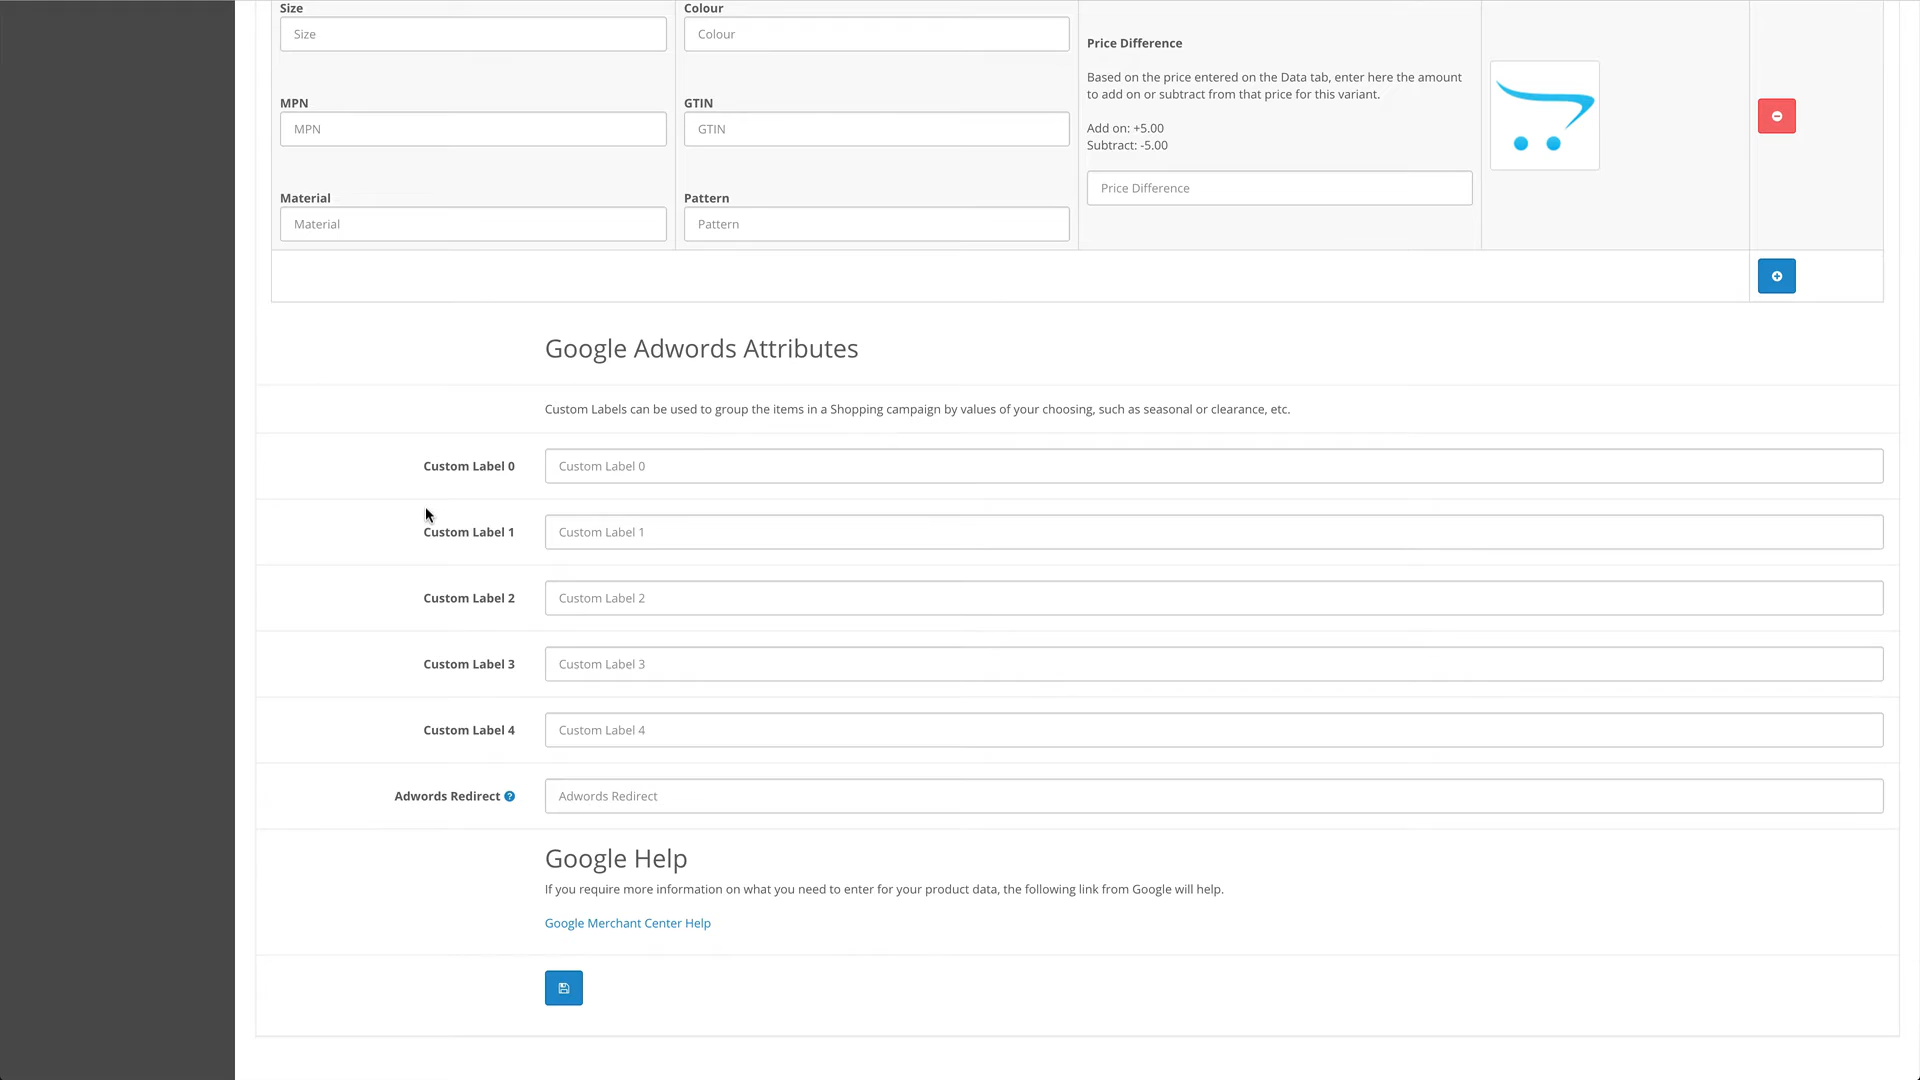 Size
Size
Colour
Colour
MPN
MPN
GTIN
GTIN
Material
Material
Pattern
Pattern
Price Difference
Based on the price entered on the Data tab, enter here the amount
to add on or subtract from that price for this variant.
Add on: +5.00
Subtract: -5.00
Price Difference
Google Adwords Attributes
Custom Labels can be used to group the items in a Shopping campaign by values of your choosing, such as seasonal or clearance, etc.
Custom Label 0
Custom Label 0
Custom Label 1
Custom Label 1
Custom Label 2
Custom Label 2
Custom Label 3
Custom Label 3
Custom Label 4
Custom Label 4
Adwords Redirect ?
Adwords Redirect
Google Help
If you require more information on what you need to enter for your product data, the following link from Google will help.
Google Merchant Center Help